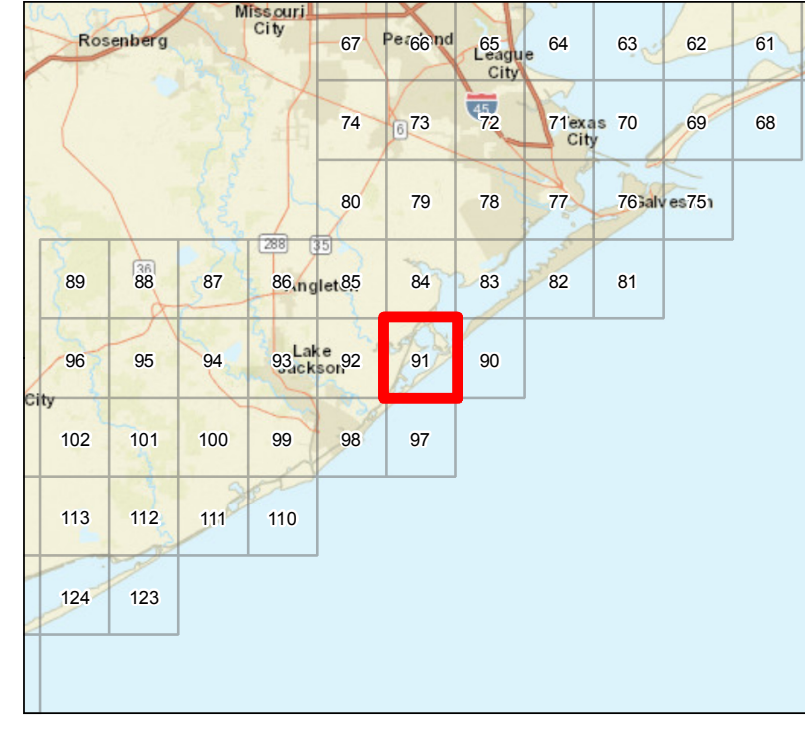 Missouri
City
Rosenberg
67 Pearland 66 65 64 63 62 61
League
City
45
74 6 73 72 71 Texas 70 69 68
City
80 79 78 77 76 Galveston 75
288 35
36
89 88 87 86 Angleton 85 84 83 82 81
Lake
96 95 94 93 Jackson 92 91 90
City
102 101 100 99 98 97
113 112 111 110
124 123